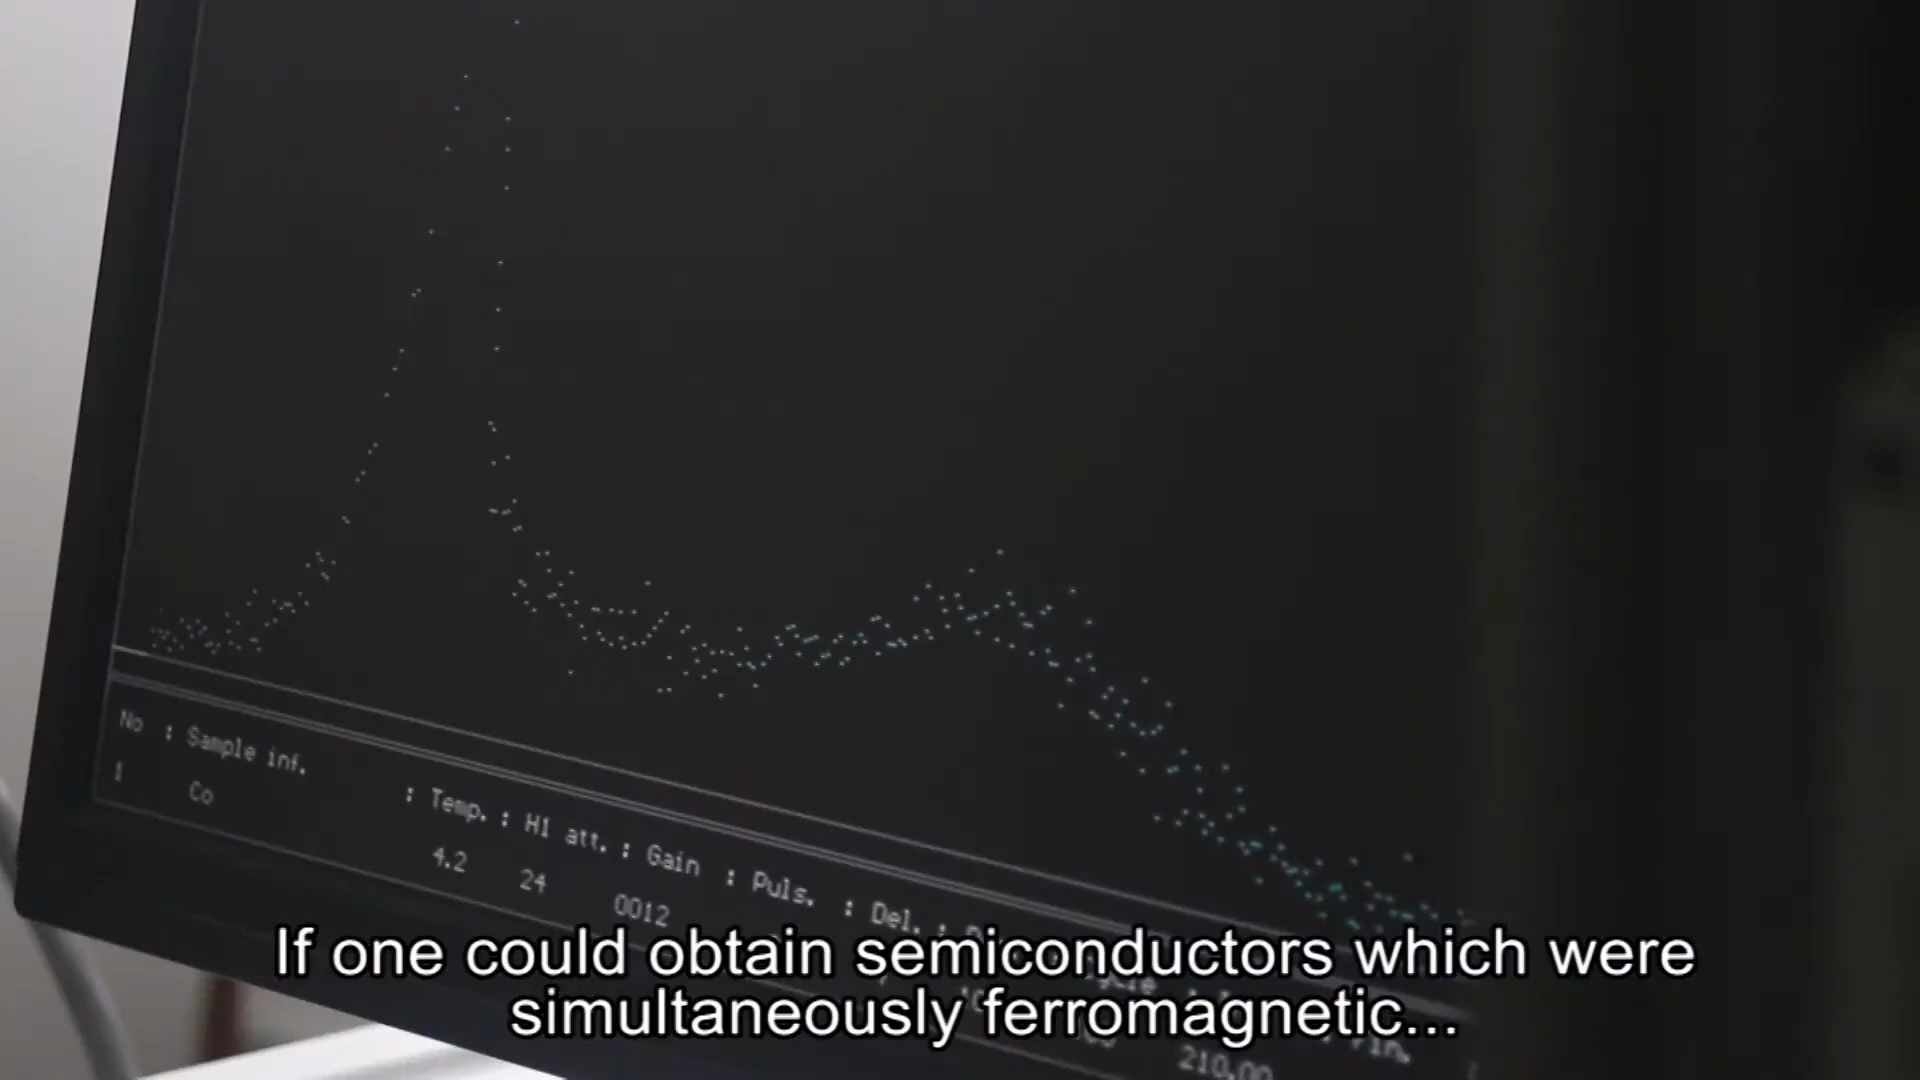 No : Sample inf. : Temp. : H1 att. : Gain : Puls. : Del. :
1 Co 4.2 24 0012
210.00
If one could obtain semiconductors which were
simultaneously ferromagnetic...